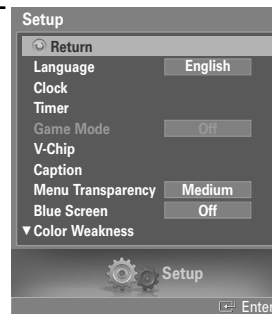 Setup
Return
Language English
Clock
Timer
Game Mode Off
V-Chip
Caption
Menu Transparency Medium
Blue Screen Off
▼ Color Weakness
Setup
Enter